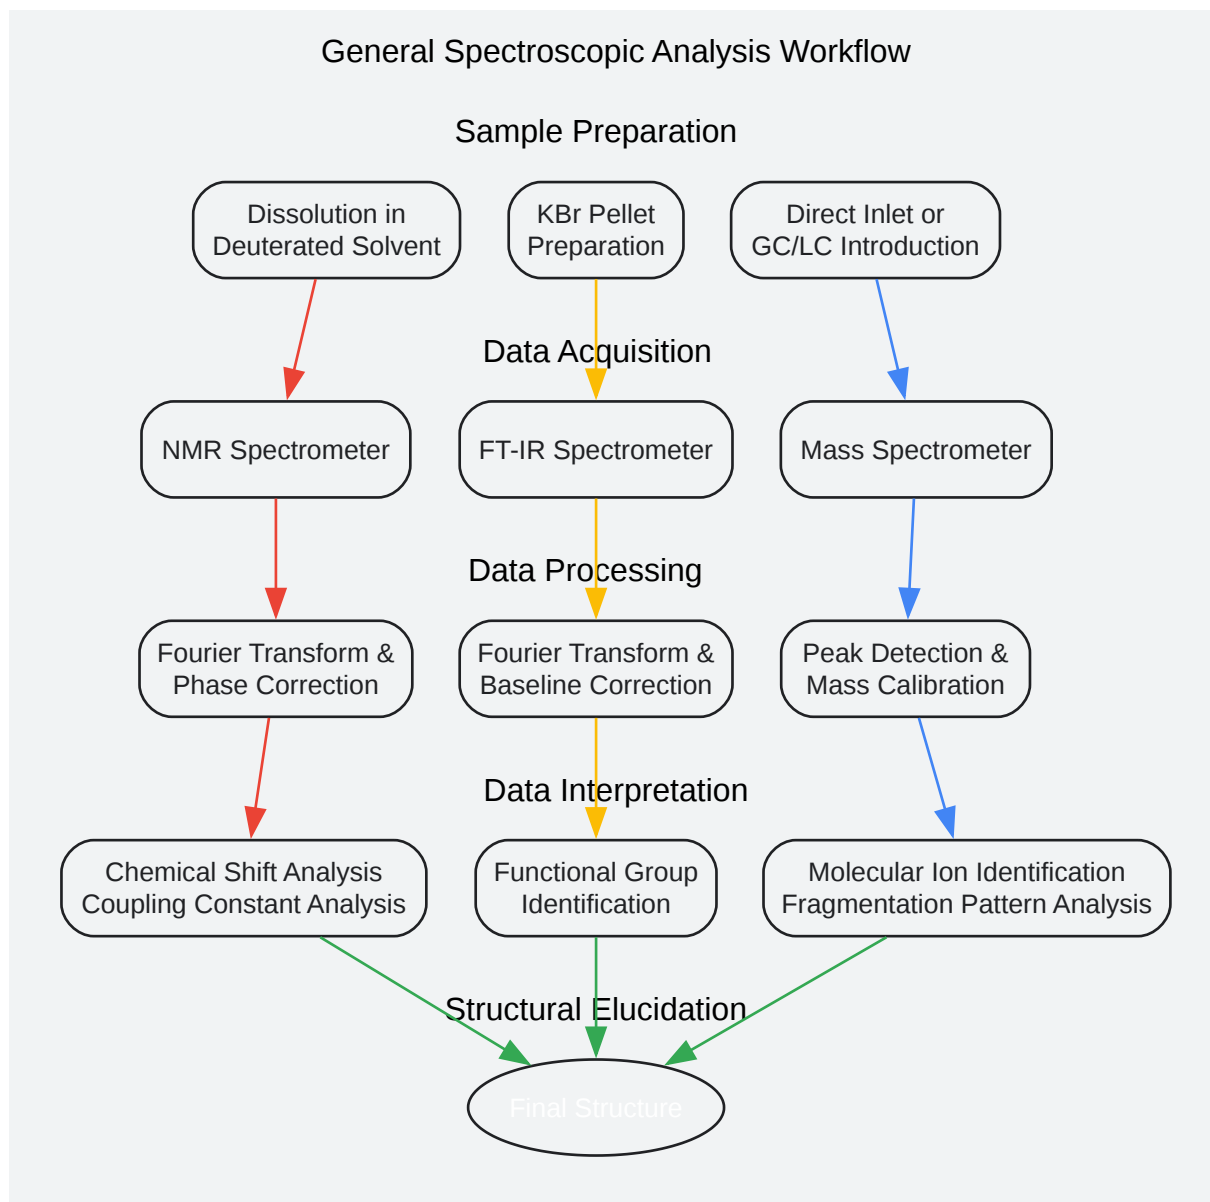 General Spectroscopic Analysis Workflow
Sample Preparation
Dissolution in
Deuterated Solvent
KBr Pellet
Preparation
Direct Inlet or
GC/LC Introduction
Data Acquisition
NMR Spectrometer
FT-IR Spectrometer
Mass Spectrometer
Data Processing
Fourier Transform &
Phase Correction
Fourier Transform &
Baseline Correction
Peak Detection &
Mass Calibration
Data Interpretation
Chemical Shift Analysis
Coupling Constant Analysis
Functional Group
Identification
Molecular Ion Identification
Fragmentation Pattern Analysis
Structural Elucidation
Final Structure